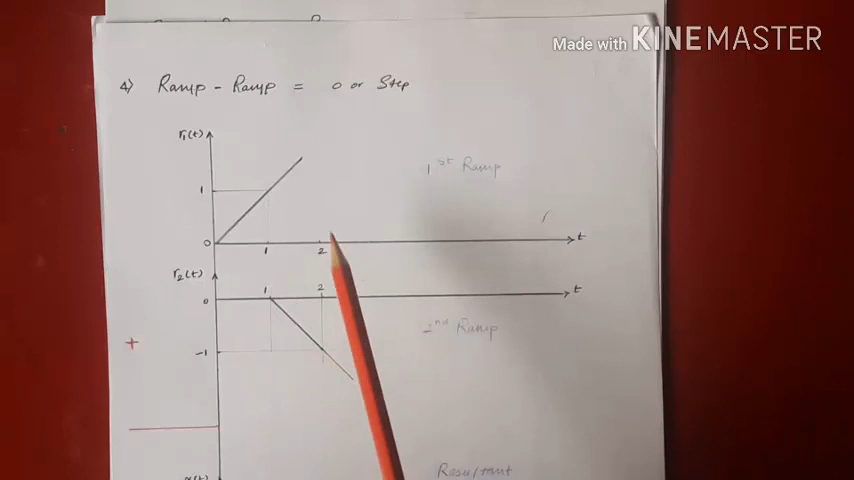 Made with KINEMASTER
4) Ramp - Ramp = 0 or Step
r1(t)
1st Ramp
1
0
1
2
t
r2(t)
0
1
2
t
2nd Ramp
+
-1
Resultant